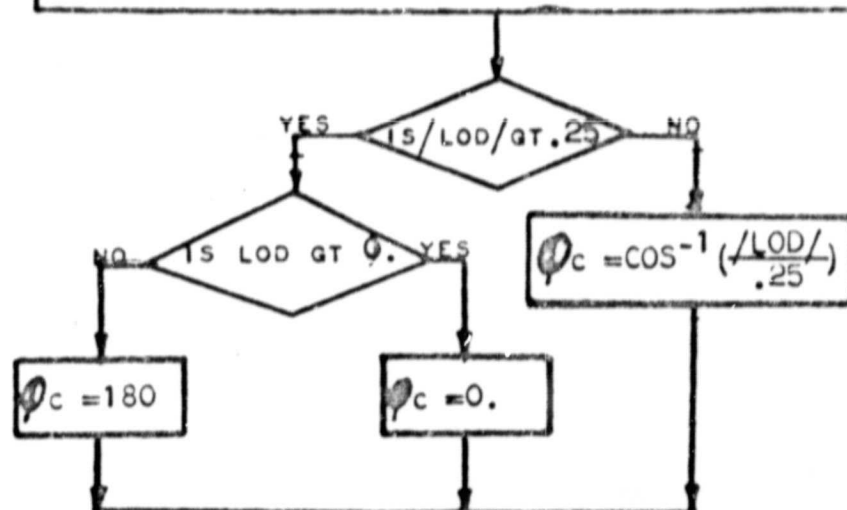 YES
IS/LOD/GT.25
NO
NO
IS LOD GT 0.
YES
φc =COS⁻¹ (/LOD/ / .25)
φc =180
φc =0.